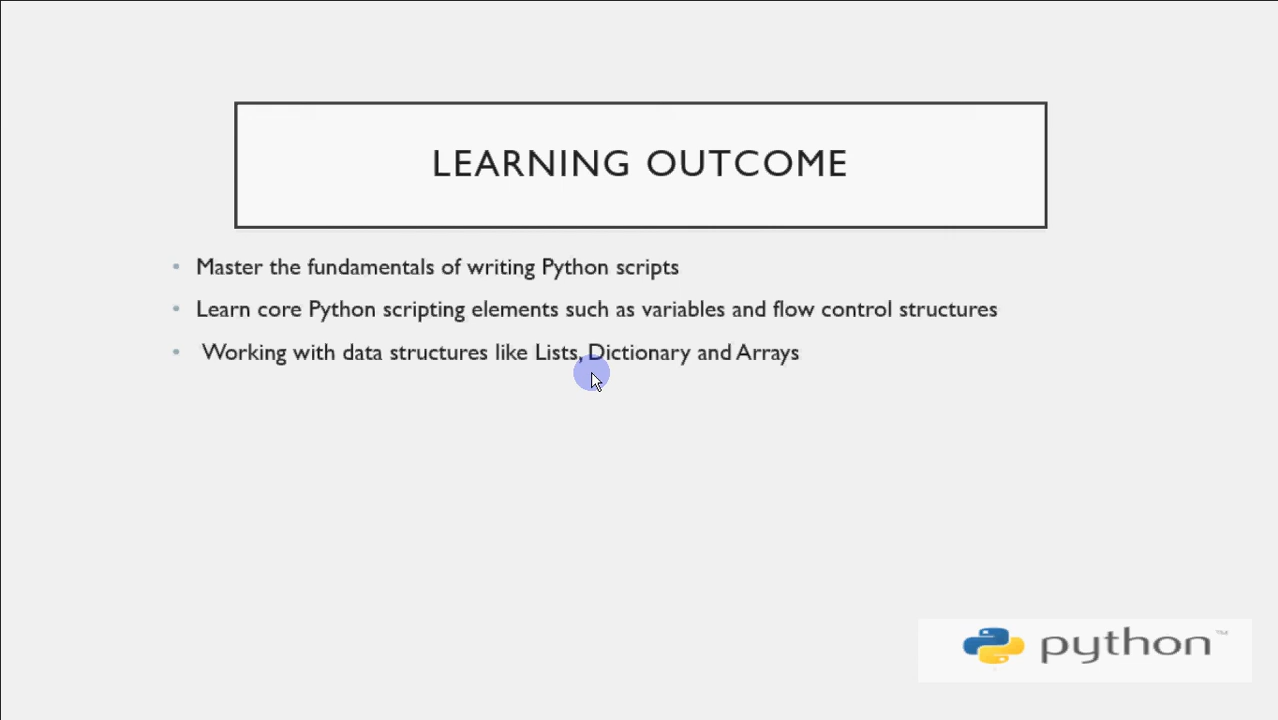 LEARNING OUTCOME
• Master the fundamentals of writing Python scripts
• Learn core Python scripting elements such as variables and flow control structures
• Working with data structures like Lists, Dictionary and Arrays
python™